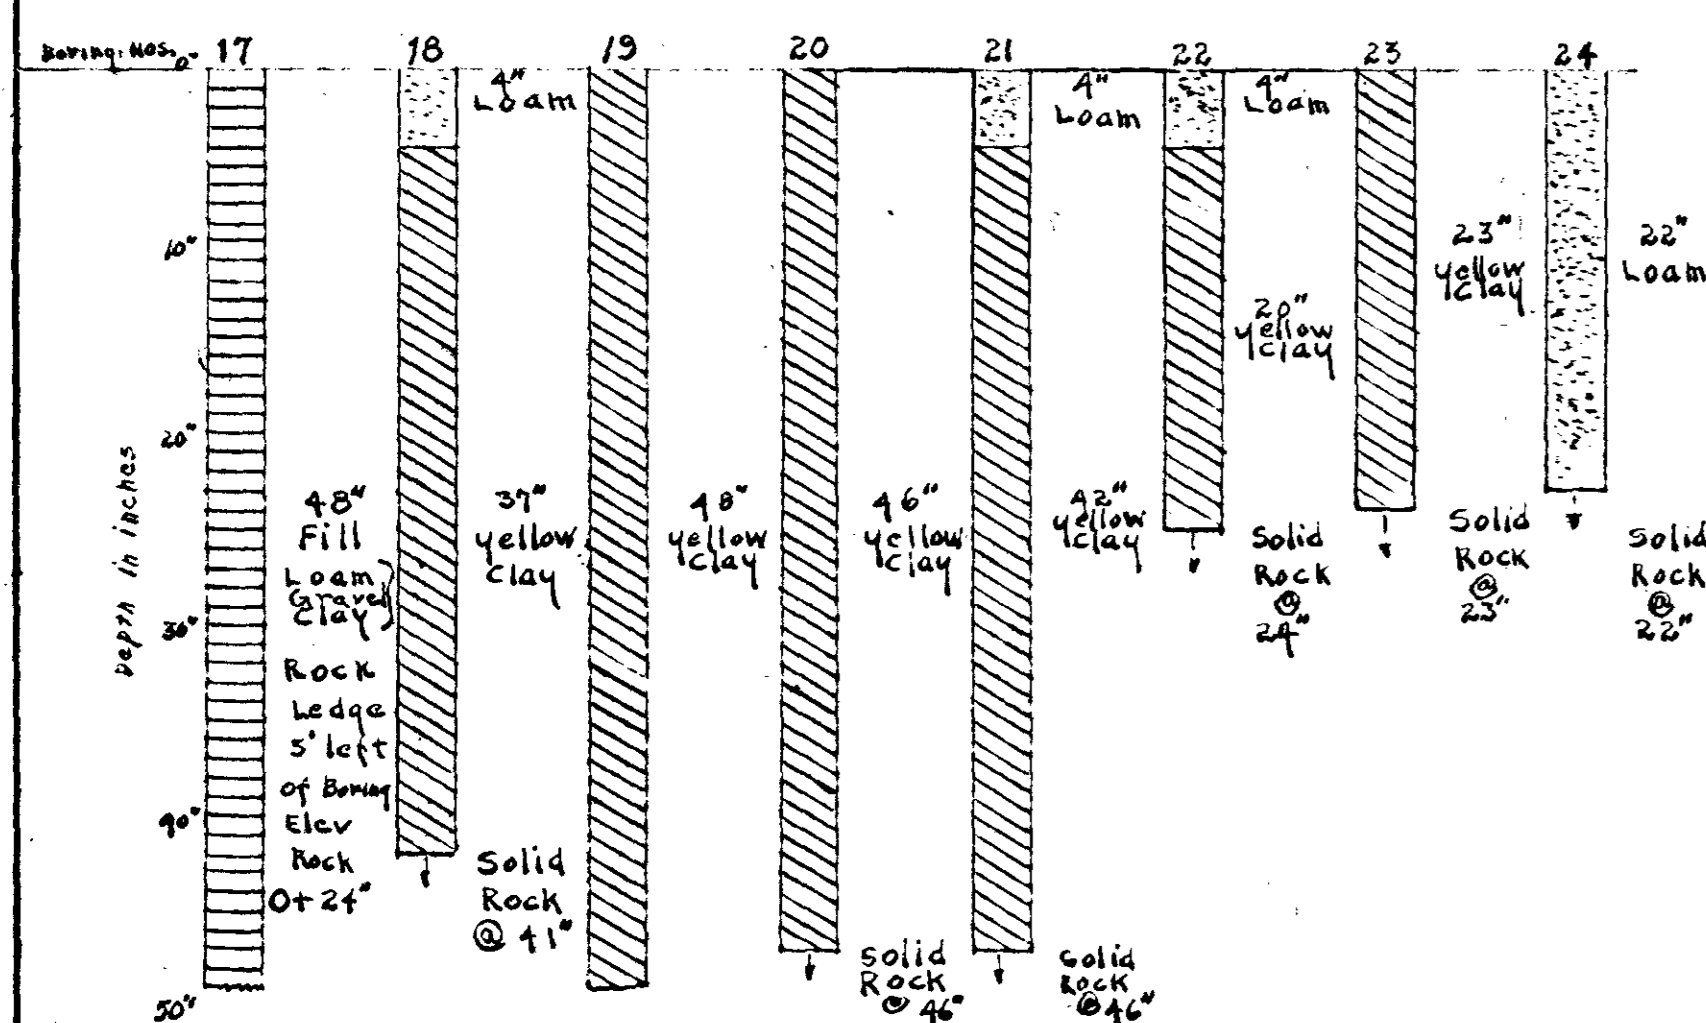 Boring. NOS. 17 18 19 20 21 22 23 24
0"
10"
20"
30"
40"
50"
Depth in inches
48"
Fill
Loam
Gravel
Clay
Rock
Ledge
5' left
of Boring
Elev
Rock
0+24"
4"
Loam
37"
yellow
Clay
Solid
Rock
@ 41"
48"
yellow
Clay
46"
yellow
Clay
Solid
Rock
@ 46"
4"
Loam
42"
yellow
Clay
Solid
Rock
@ 46"
4"
Loam
20"
yellow
Clay
Solid
Rock
@
24"
23"
yellow
Clay
Solid
Rock
@
23"
22"
Loam
Solid
Rock
@
22"